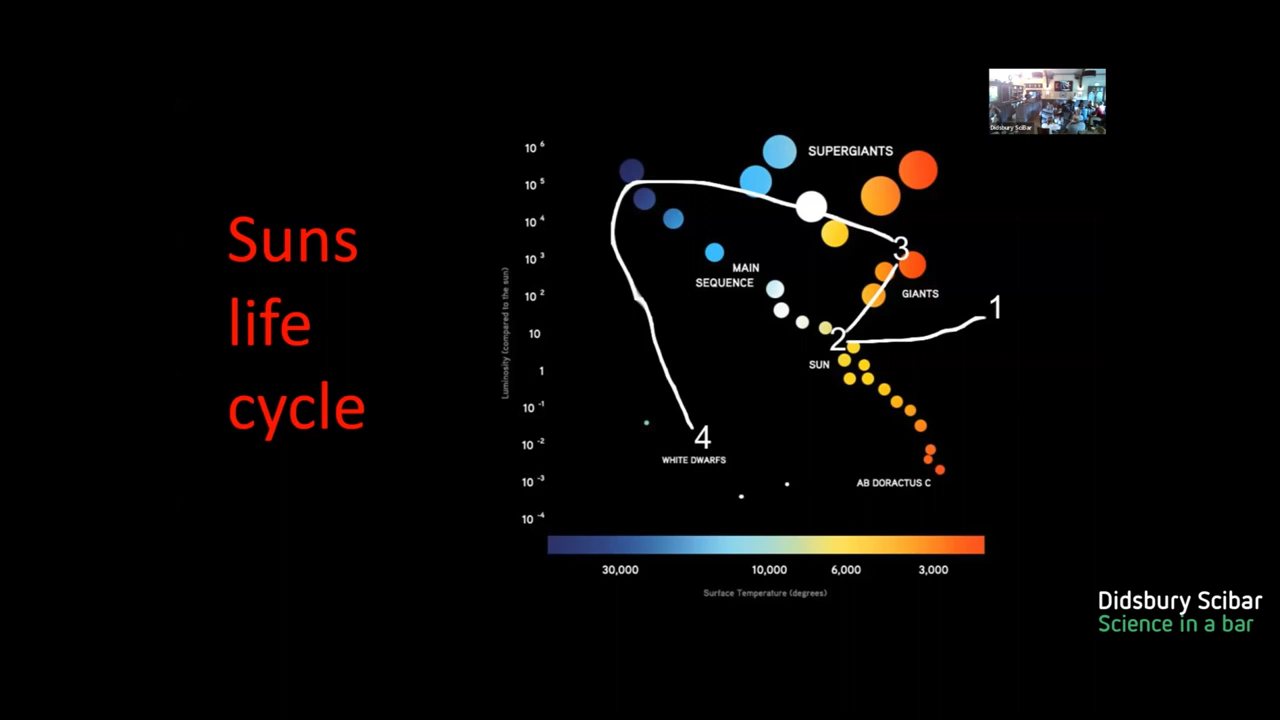 Suns
life
cycle
10 6
10 5
10 4
10 3
10 2
10
1
10 -1
10 -2
10 -3
10 -4
Luminosity (compared to the sun)
SUPERGIANTS
3
MAIN
SEQUENCE
GIANTS
1
2
SUN
4
WHITE DWARFS
AB DORACTUS C
30,000
10,000
6,000
3,000
Surface Temperature (degrees)
Didsbury SciBar
Didsbury Scibar
Science in a bar